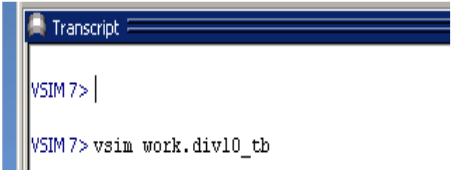 Transcript
VSIM 7>
VSIM 7> vsim work.div10_tb